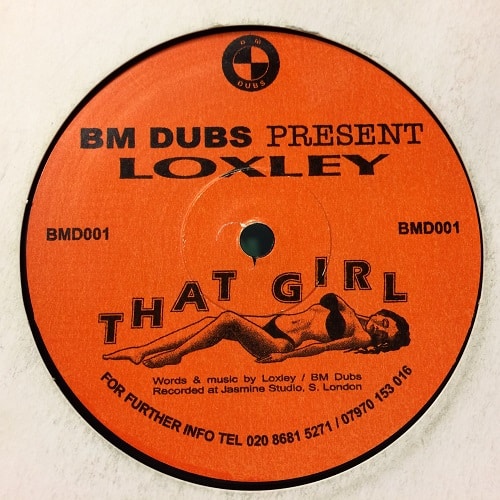 BM
DUBS
BM DUBS PRESENT
LOXLEY
BMD001
BMD001
THAT GIRL
Words & music by Loxley / BM Dubs
Recorded at Jasmine Studio, S. London
FOR FURTHER INFO TEL 020 8681 5271 / 07970 153 016